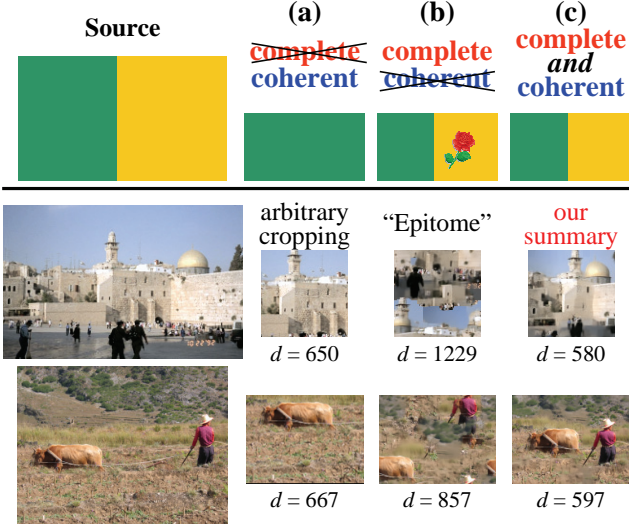 Source
(a)
complete
coherent
(b)
complete
coherent
(c)
complete
and
coherent
arbitrary
cropping
“Epitome”
our
summary
d = 650
d = 1229
d = 580
d = 667
d = 857
d = 597